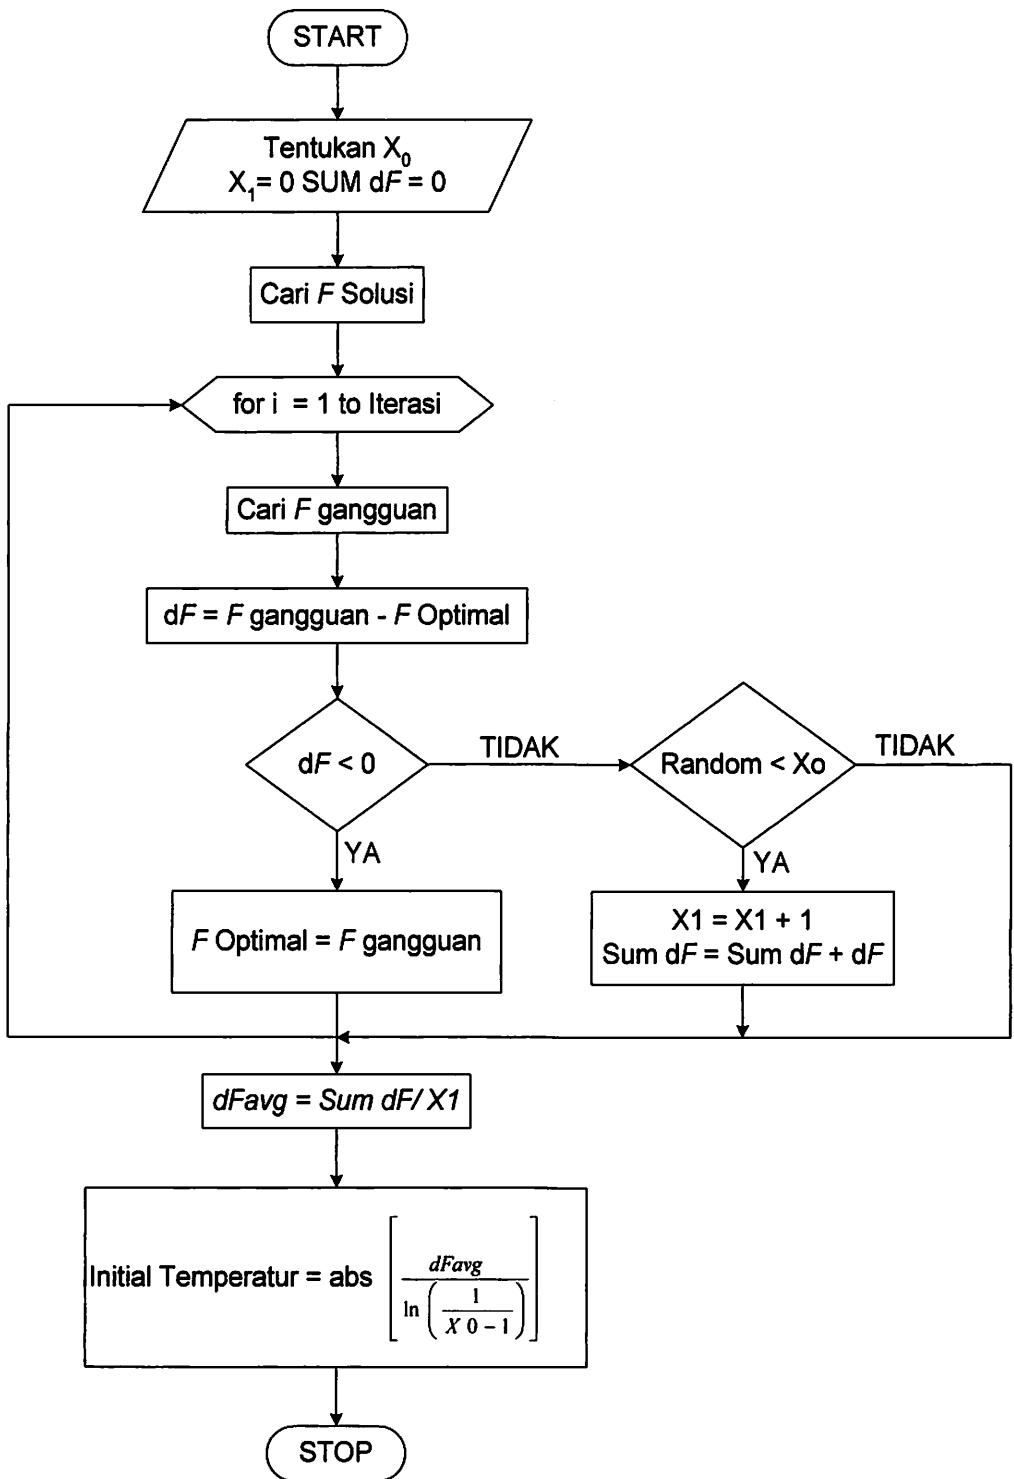 START
Tentukan X₀
X₁= 0 SUM dF = 0
Cari F Solusi
for i = 1 to Iterasi
Cari F gangguan
dF = F gangguan - F Optimal
dF < 0
TIDAK
Random < Xo
TIDAK
YA
YA
F Optimal = F gangguan
X1 = X1 + 1
Sum dF = Sum dF + dF
dFavg = Sum dF/ X1
Initial Temperatur = abs [ dFavg / ln ( 1 / X 0 − 1 ) ]
STOP